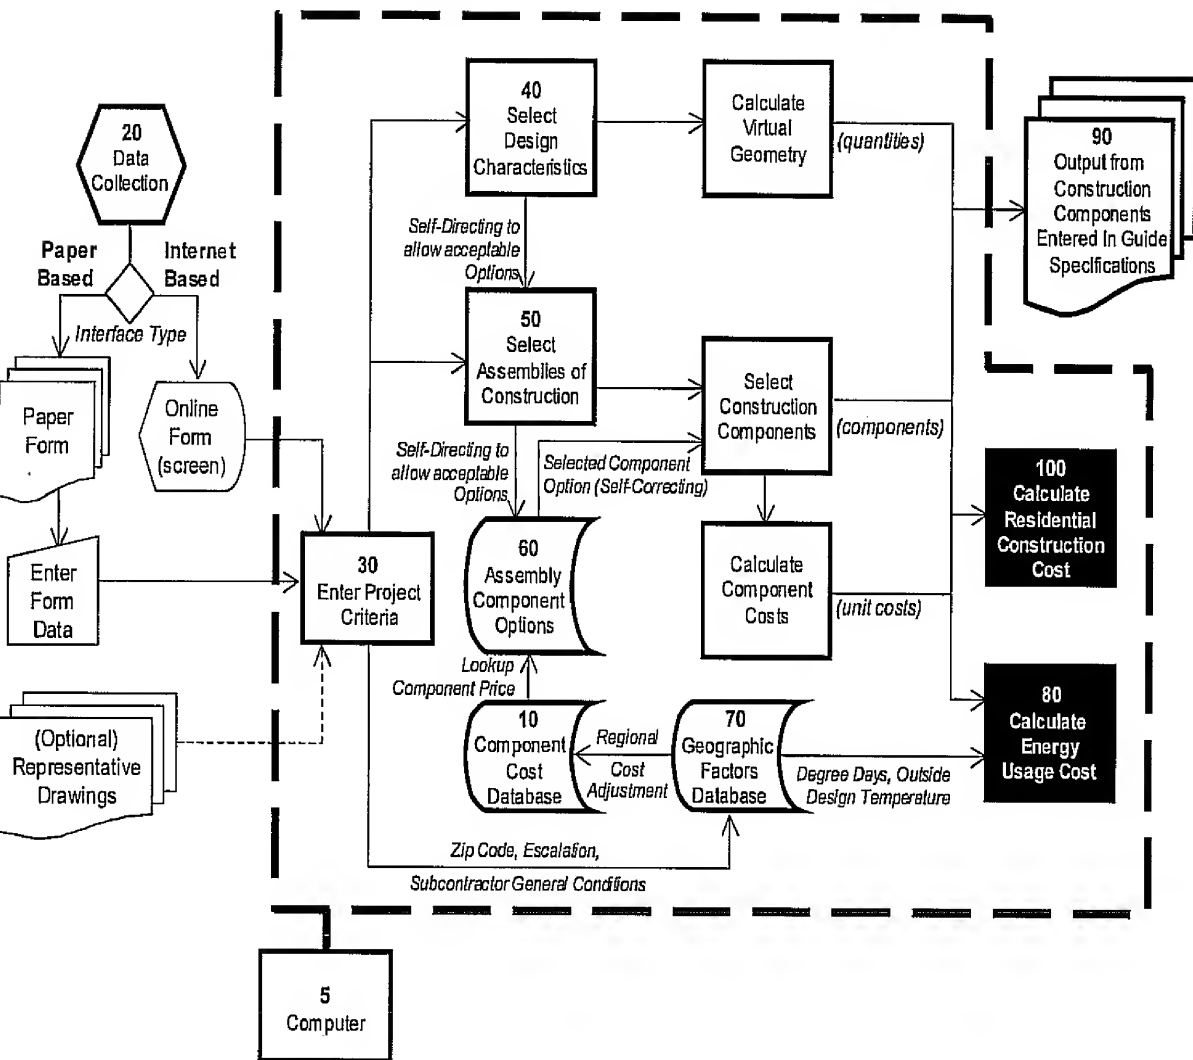 20
Data
Collection
Paper
Based
Internet
Based
Interface Type
Paper
Form
Online
Form
(screen)
Enter
Form
Data
(Optional)
Representative
Drawings
30
Enter Project
Criteria
40
Select
Design
Characteristics
Calculate
Virtual
Geometry
(quantities)
Self-Directing to
allow acceptable
Options
50
Select
Assemblies of
Construction
Select
Construction
Components
(components)
Self-Directing to
allow acceptable
Options
Selected Component
Option (Self-Correcting)
60
Assembly
Component
Options
Calculate
Component
Costs
(unit costs)
Lookup
Component Price
10
Component
Cost
Database
Regional
Cost
Adjustment
70
Geographic
Factors
Database
Degree Days, Outside
Design Temperature
Zip Code, Escalation,
Subcontractor General Conditions
90
Output from
Construction
Components
Entered In Guide
Specifications
100
Calculate
Residential
Construction
Cost
80
Calculate
Energy
Usage Cost
5
Computer